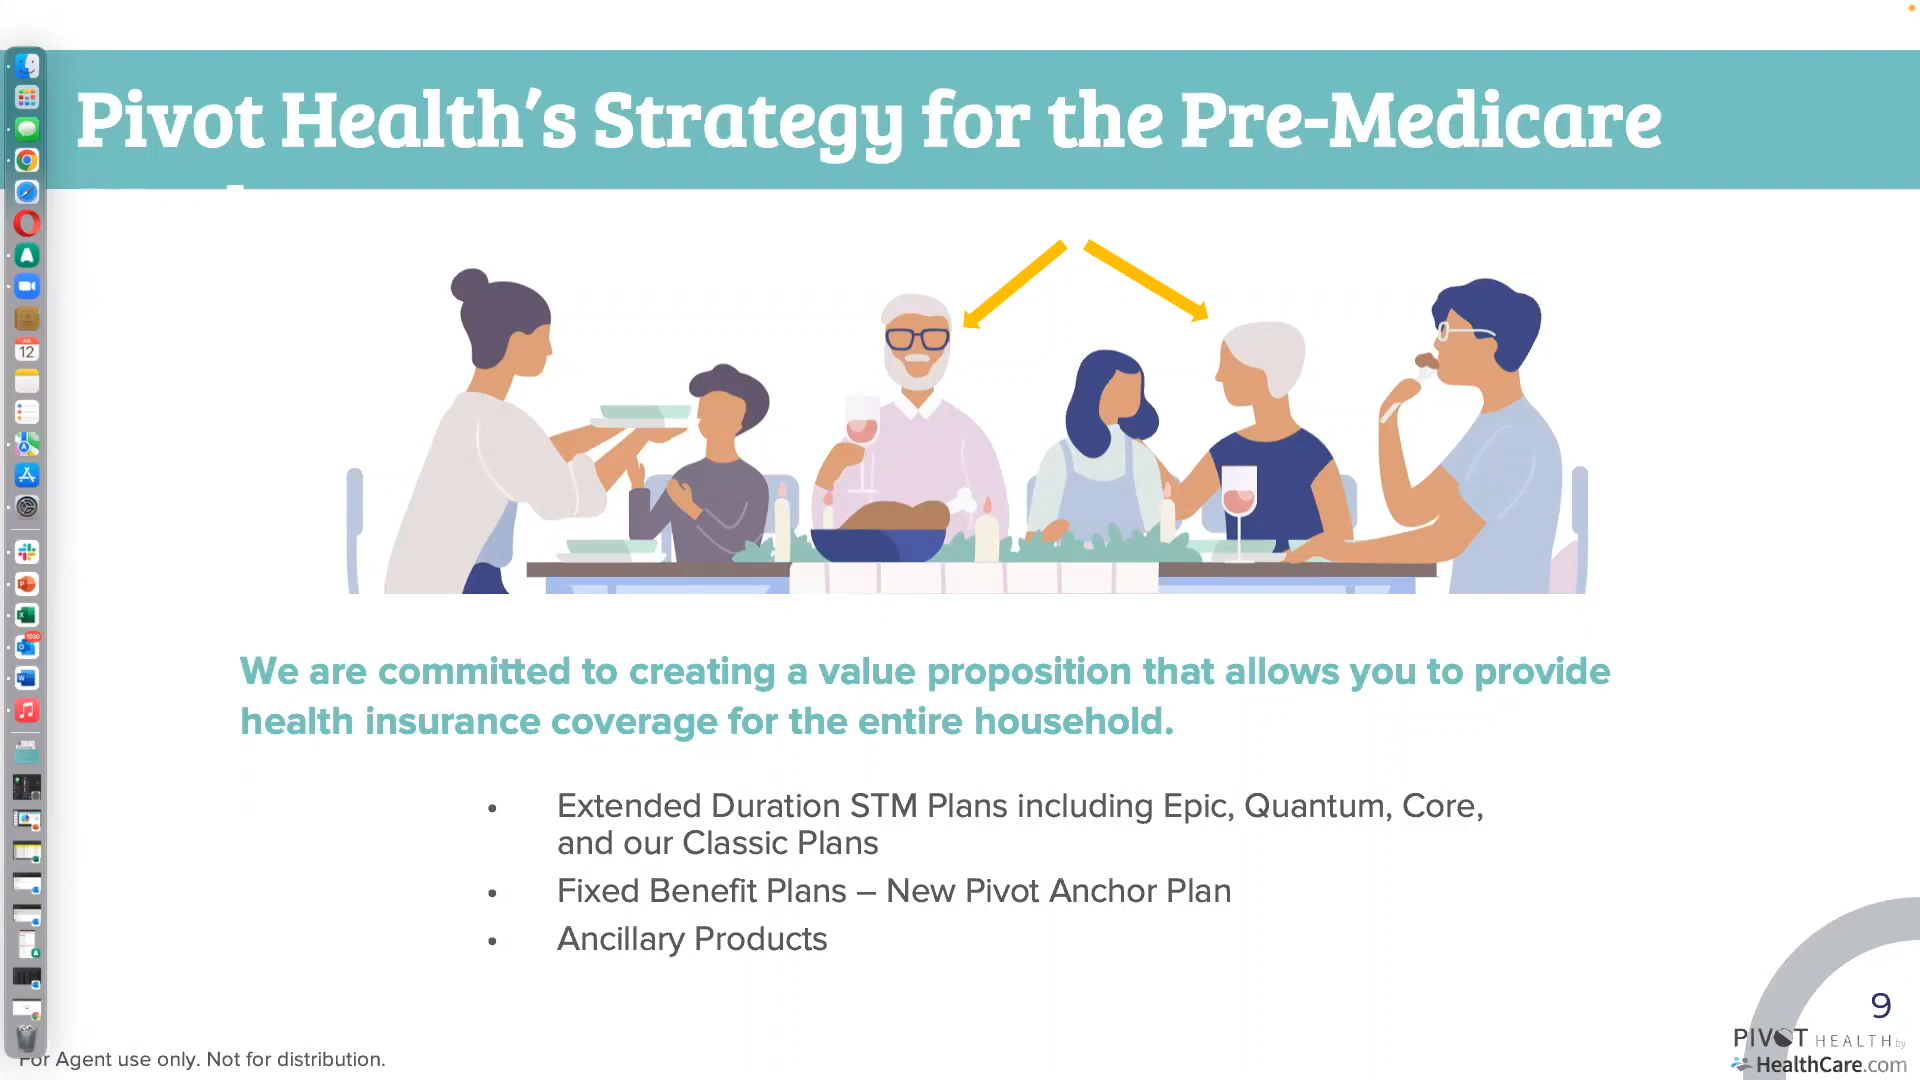 Pivot Health’s Strategy for the Pre-Medicare
We are committed to creating a value proposition that allows you to provide
health insurance coverage for the entire household.
• Extended Duration STM Plans including Epic, Quantum, Core,
and our Classic Plans
• Fixed Benefit Plans – New Pivot Anchor Plan
• Ancillary Products
9
PIVOT HEALTH by
HealthCare.com
For Agent use only. Not for distribution.
12